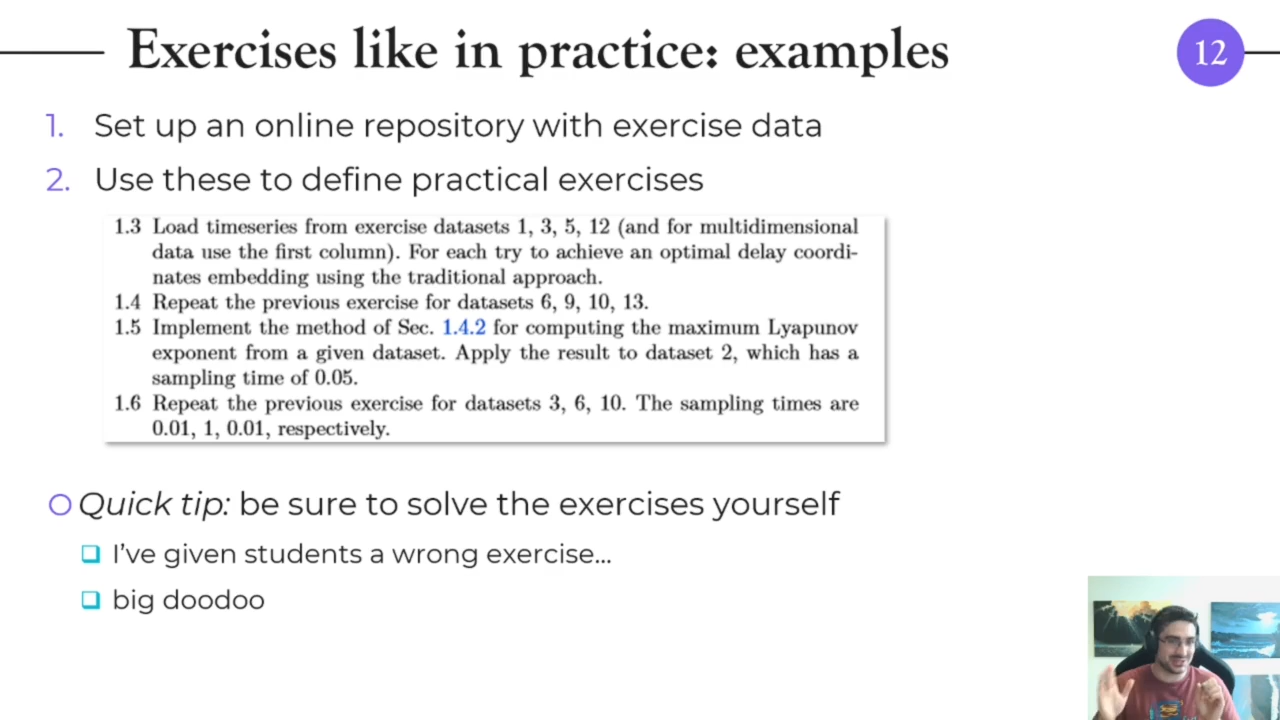 Exercises like in practice: examples
12
1. Set up an online repository with exercise data
2. Use these to define practical exercises
1.3 Load timeseries from exercise datasets 1, 3, 5, 12 (and for multidimensional
data use the first column). For each try to achieve an optimal delay coordi-
nates embedding using the traditional approach.
1.4 Repeat the previous exercise for datasets 6, 9, 10, 13.
1.5 Implement the method of Sec. 1.4.2 for computing the maximum Lyapunov
exponent from a given dataset. Apply the result to dataset 2, which has a
sampling time of 0.05.
1.6 Repeat the previous exercise for datasets 3, 6, 10. The sampling times are
0.01, 1, 0.01, respectively.
Quick tip: be sure to solve the exercises yourself
I've given students a wrong exercise...
big doodoo